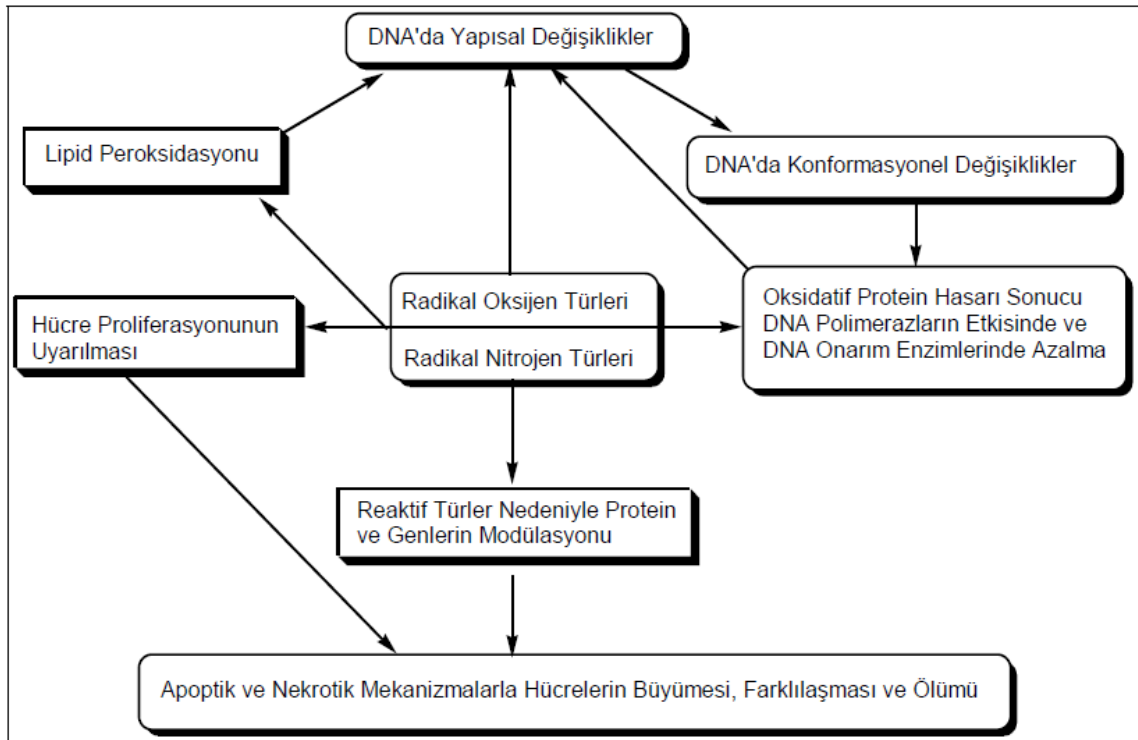 DNA'da Yapısal Değişiklikler
Lipid Peroksidasyonu
DNA'da Konformasyonel Değişiklikler
Hücre Proliferasyonunun
Uyarılması
Radikal Oksijen Türleri
Radikal Nitrojen Türleri
Oksidatif Protein Hasarı Sonucu
DNA Polimerazların Etkisinde ve
DNA Onarım Enzimlerinde Azalma
Reaktif Türler Nedeniyle Protein
ve Genlerin Modülasyonu
Apoptik ve Nekrotik Mekanizmalarla Hücrelerin Büyümesi, Farklılaşması ve Ölümü